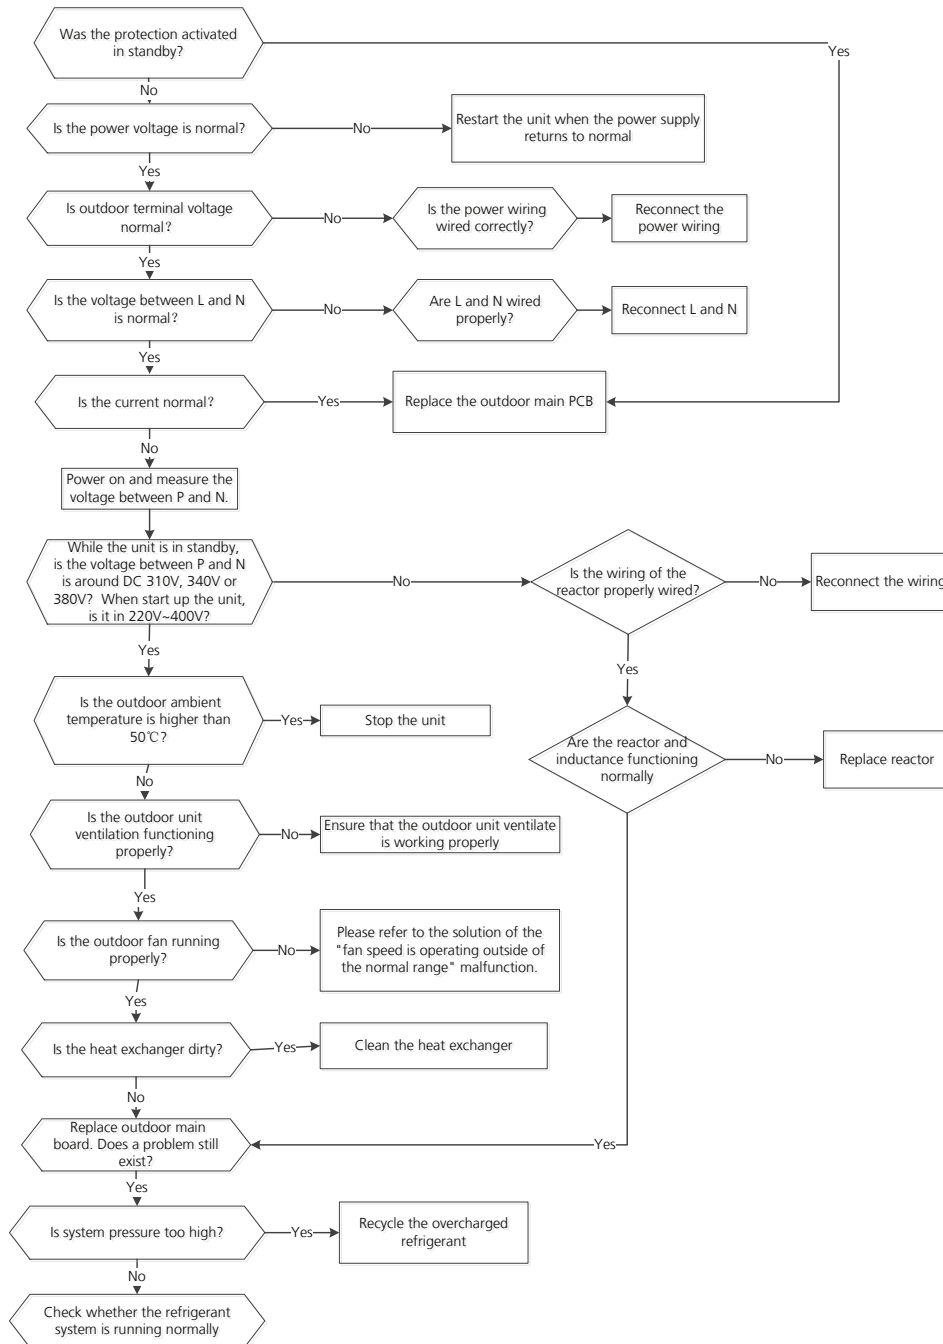 Was the protection activated
in standby?
Yes
No
Is the power voltage is normal?
No
Restart the unit when the power supply
returns to normal
Yes
Is outdoor terminal voltage
normal?
No
Is the power wiring
wired correctly?
Reconnect the
power wiring
Yes
Is the voltage between L and N
is normal?
No
Are L and N wired
properly?
Reconnect L and N
Yes
Is the current normal?
Yes
Replace the outdoor main PCB
No
Power on and measure the
voltage between P and N.
While the unit is in standby,
is the voltage between P and N
is around DC 310V, 340V or
380V? When start up the unit,
is it in 220V~400V?
No
Is the wiring of the
reactor properly wired?
No
Reconnect the wiring
Yes
Yes
Is the outdoor ambient
temperature is higher than
50℃?
Yes
Stop the unit
Are the reactor and
inductance functioning
normally
No
Replace reactor
No
Is the outdoor unit
ventilation functioning
properly?
No
Ensure that the outdoor unit ventilate
is working properly
Yes
Is the outdoor fan running
properly?
No
Please refer to the solution of the
"fan speed is operating outside of
the normal range" malfunction.
Yes
Is the heat exchanger dirty?
Yes
Clean the heat exchanger
No
Replace outdoor main
board. Does a problem still
exist?
Yes
Yes
Is system pressure too high?
Yes
Recycle the overcharged
refrigerant
No
Check whether the refrigerant
system is running normally